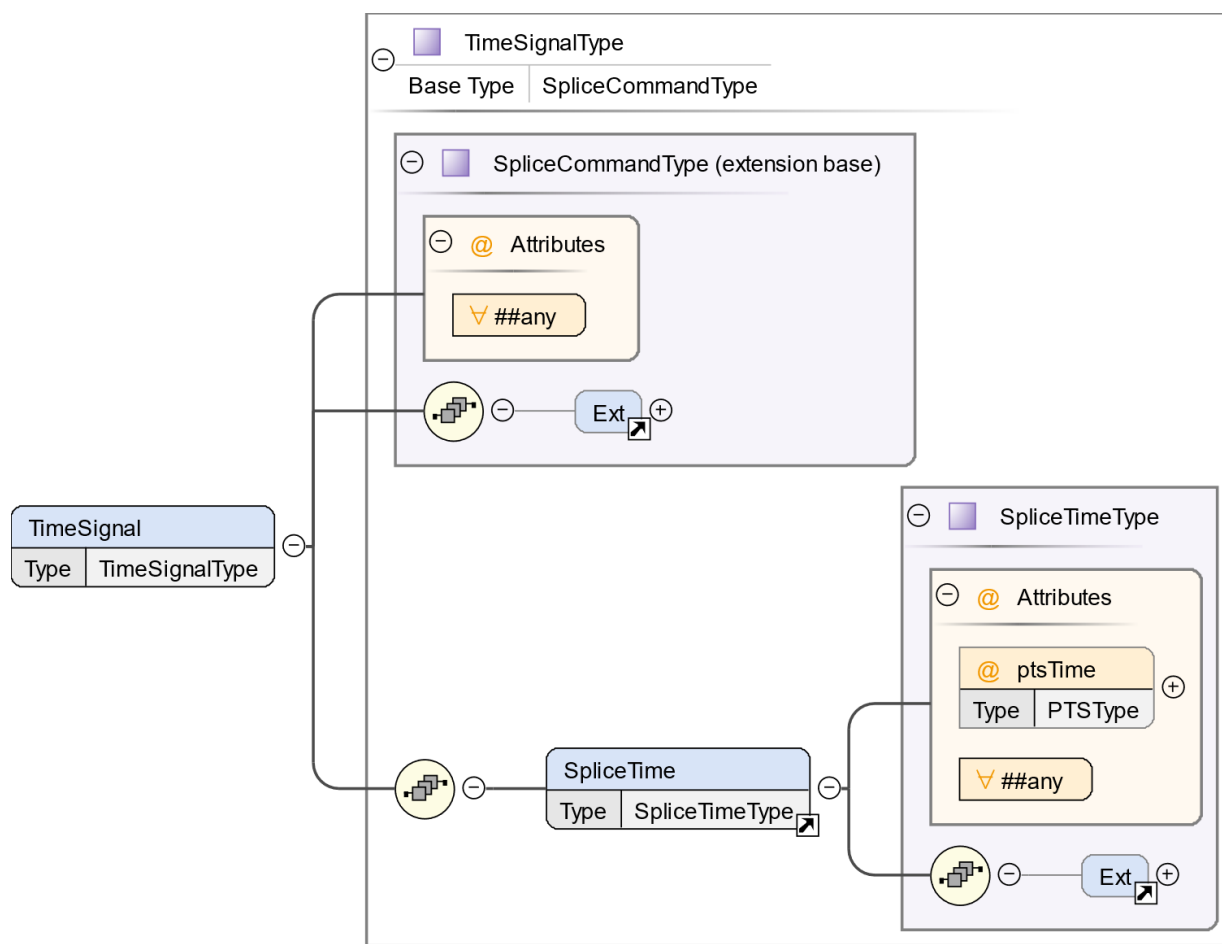 TimeSignalType
Base Type SpliceCommandType
SpliceCommandType (extension base)
@ Attributes
∀ ##any
Ext
TimeSignal
Type TimeSignalType
SpliceTimeType
@ Attributes
@ ptsTime
Type PTSType
SpliceTime
Type SpliceTimeType
∀ ##any
Ext